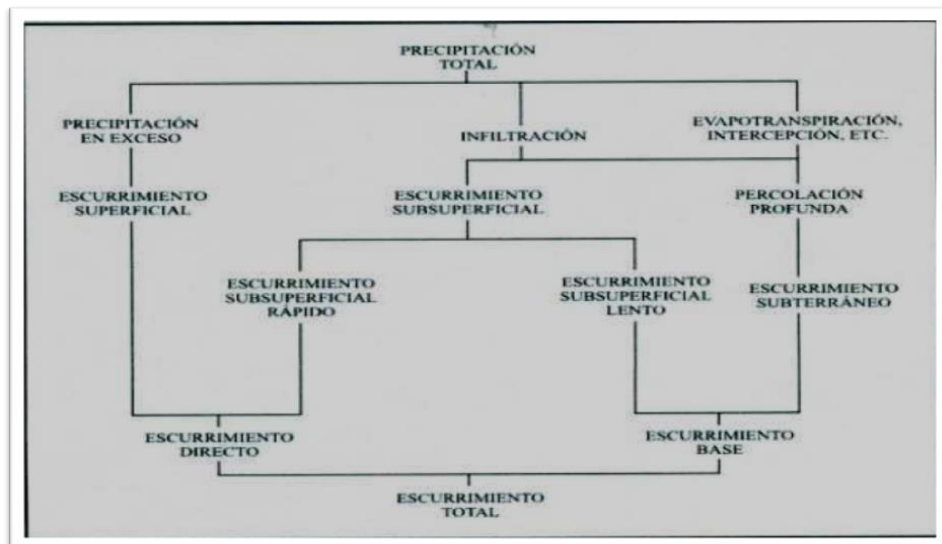 PRECIPITACIÓN
TOTAL
PRECIPITACIÓN
EN EXCESO
INFILTRACIÓN
EVAPOTRANSPIRACIÓN,
INTERCEPCIÓN, ETC.
ESCURRIMIENTO
SUPERFICIAL
ESCURRIMIENTO
SUBSUPERFICIAL
PERCOLACIÓN
PROFUNDA
ESCURRIMIENTO
SUBSUPERFICIAL
RÁPIDO
ESCURRIMIENTO
SUBSUPERFICIAL
LENTO
ESCURRIMIENTO
SUBTERRÁNEO
ESCURRIMIENTO
DIRECTO
ESCURRIMIENTO
BASE
ESCURRIMIENTO
TOTAL